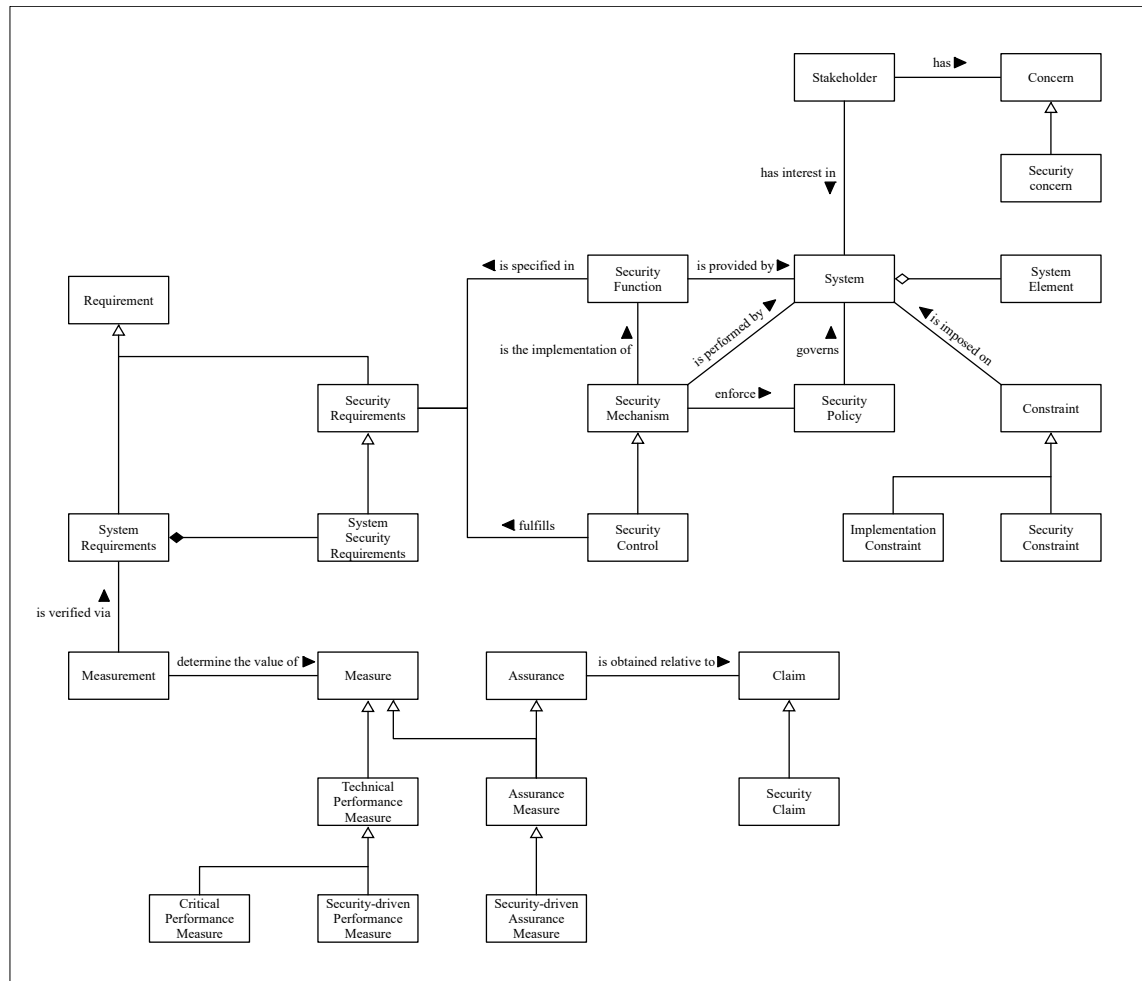 Stakeholder
has
Concern
has interest in
Security
concern
is specified in
Security
Function
is provided by
System
System
Element
Requirement
is the implementation of
is performed by
governs
is imposed on
Security
Requirements
Security
Mechanism
enforce
Security
Policy
Constraint
System
Requirements
System
Security
Requirements
fulfills
Security
Control
Implementation
Constraint
Security
Constraint
is verified via
Measurement
determine the value of
Measure
Assurance
is obtained relative to
Claim
Technical
Performance
Measure
Assurance
Measure
Security
Claim
Critical
Performance
Measure
Security-driven
Performance
Measure
Security-driven
Assurance
Measure